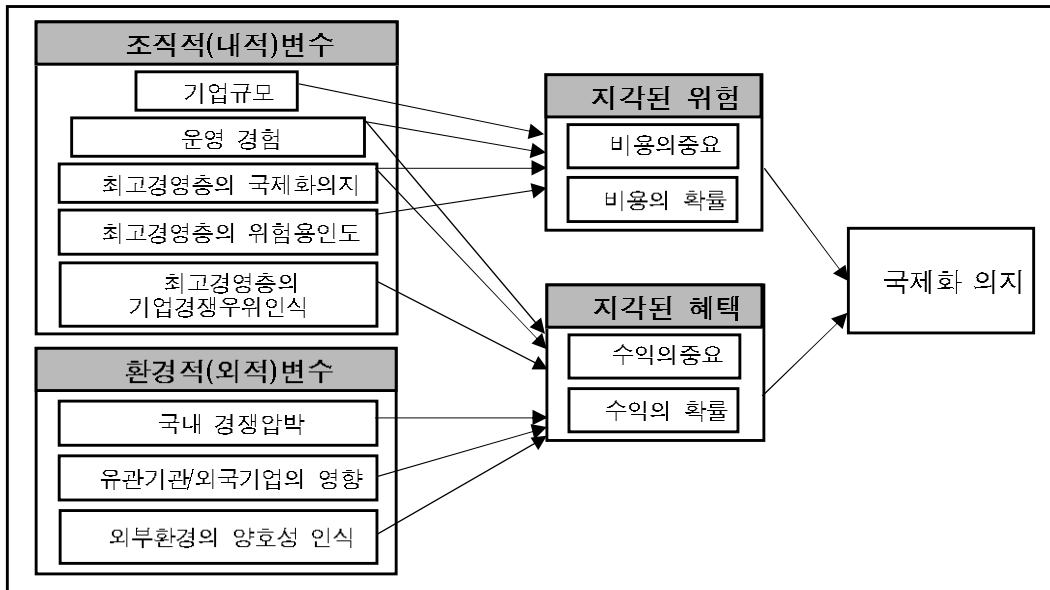 조직적(내적)변수
기업규모
운영 경험
최고경영층의 국제화의지
최고경영층의 위험용인도
최고경영층의
기업경쟁우위인식
환경적(외적)변수
국내 경쟁압박
유관기관/외국기업의 영향
외부환경의 양호성 인식
지각된 위험
비용의중요
비용의 확률
지각된 혜택
수익의중요
수익의 확률
국제화 의지